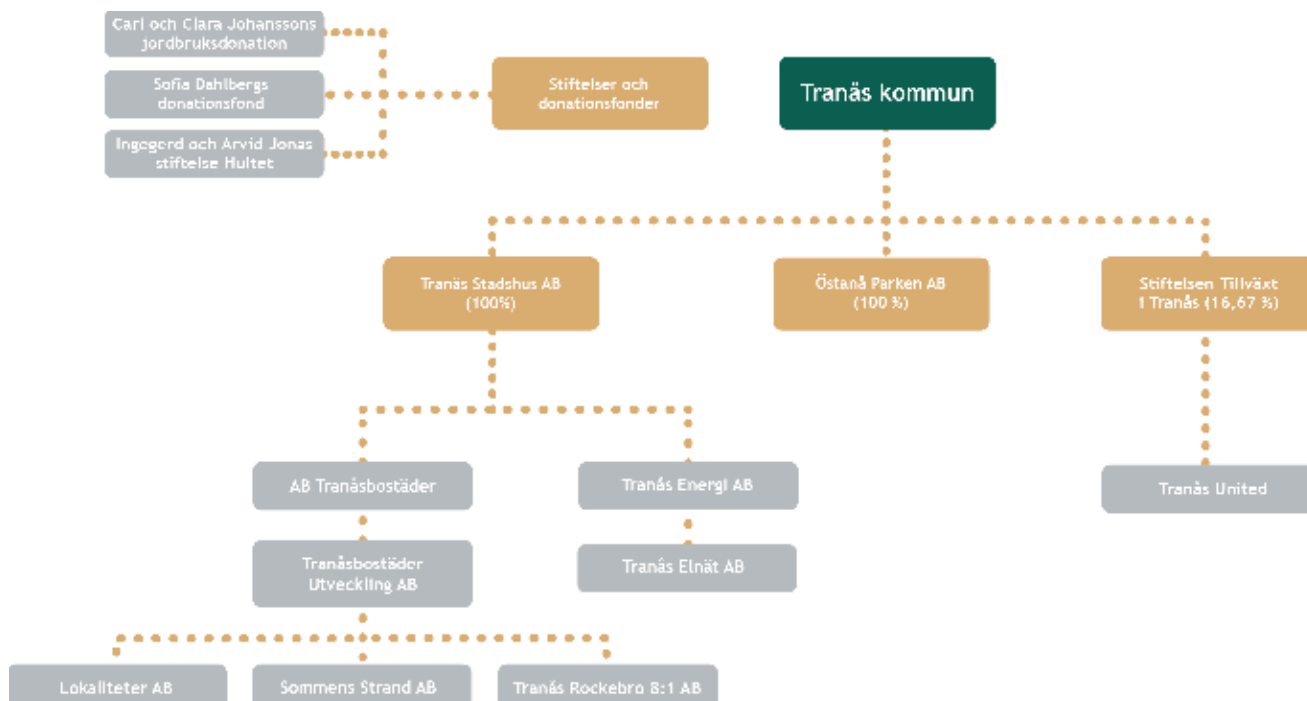 Carl och Clara Johanssons
jordbruksdonation
Sofia Dahlbergs
donationsfond
Ingegerd och Arvid Jonas
stiftelse Hultet
Stiftelser och
donationsfonder
Tranås kommun
Tranås Stadshus AB
(100%)
Östanå Parken AB
(100 %)
Stiftelsen Tillväxt
i Tranås (16,67 %)
AB Tranåsbostäder
Tranås Energi AB
Tranås United
Tranåsbostäder
Utveckling AB
Tranås Elnät AB
Lokaliteter AB
Sommens Strand AB
Tranås Rockebro 8:1 AB